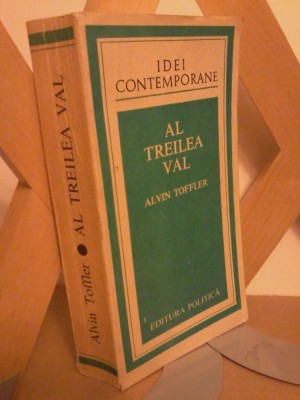 IDEI
CONTEMPORANE
AL
TREILEA
VAL
ALVIN TOFFLER
EDITURA POLITICĂ
Alvin Toffler ● AL TREILEA VAL